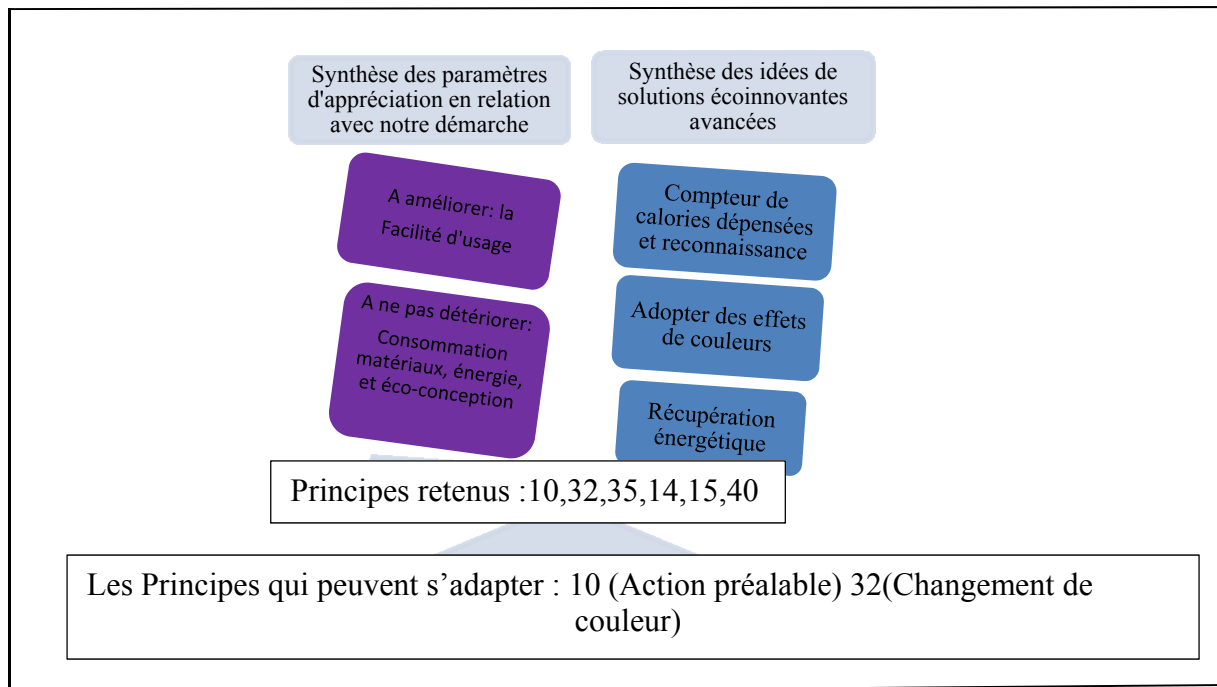 Synthèse des paramètres
d'appréciation en relation
avec notre démarche
Synthèse des idées de
solutions écoinnovantes
avancées
A améliorer: la
Facilité d'usage
A ne pas détériorer:
Consommation
matériaux, énergie,
et éco-conception
Compteur de
calories dépensées
et reconnaissance
Adopter des effets
de couleurs
Récupération
énergétique
Principes retenus :10,32,35,14,15,40
Les Principes qui peuvent s’adapter : 10 (Action préalable) 32(Changement de
couleur)